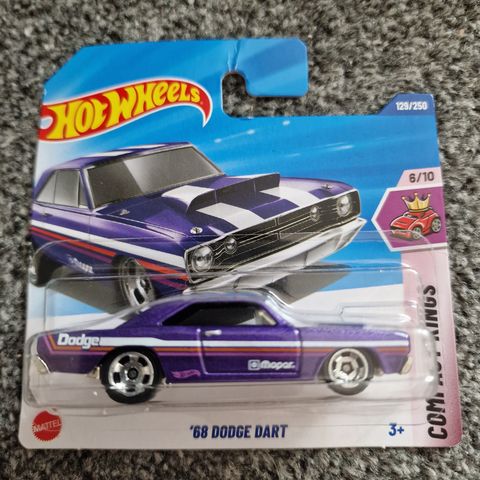 HOT WHEELS
129/250
6/10
Dodge
Mopar
COMPACT KINGS
MATTEL
'68 DODGE DART
3+